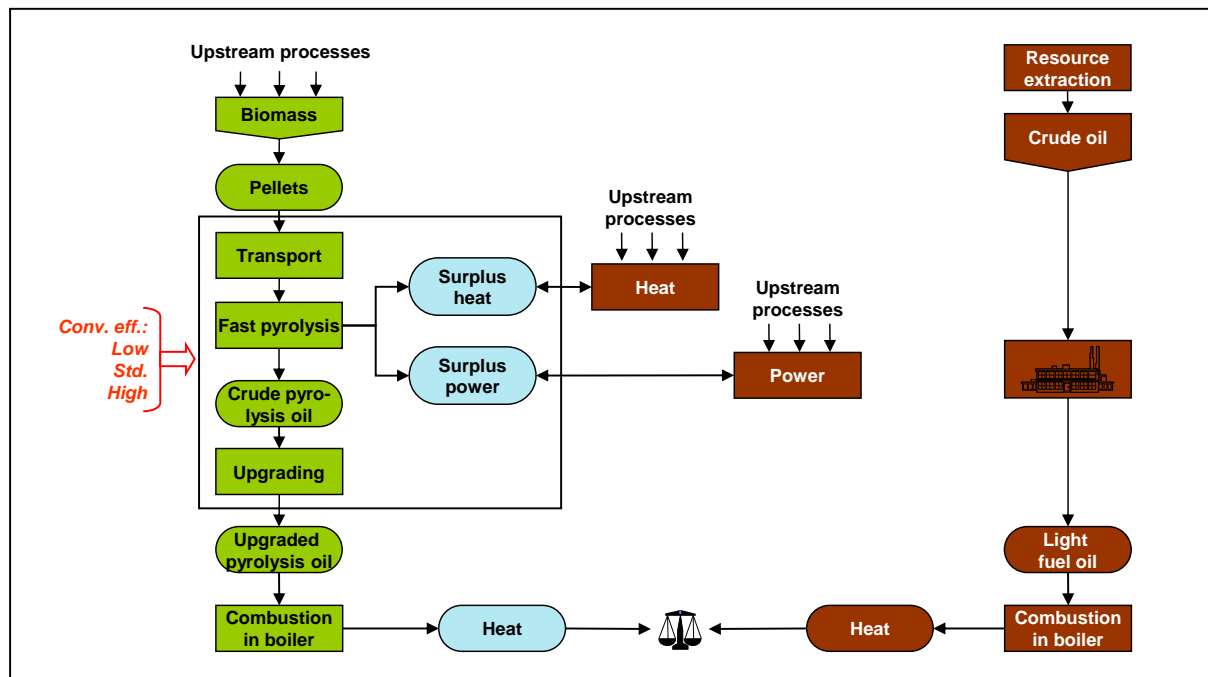 Upstream processes
Biomass
Pellets
Transport
Fast pyrolysis
Crude pyro-
lysis oil
Upgrading
Upgraded
pyrolysis oil
Combustion
in boiler
Conv. eff.:
Low
Std.
High
Surplus
heat
Surplus
power
Heat
Upstream
processes
Heat
Upstream
processes
Power
Resource
extraction
Crude oil
Light
fuel oil
Combustion
in boiler
Heat